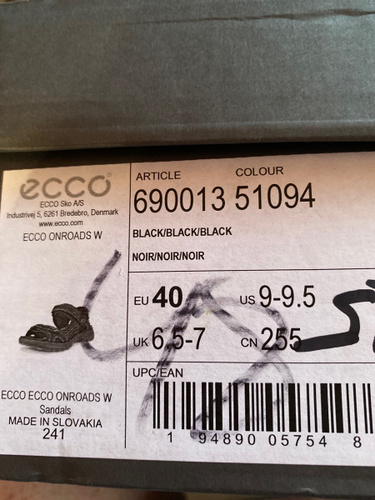 ecco
ECCO Sko A/S
Industrivej 5, 6261 Bredebro, Denmark
www.ecco.com
ECCO ONROADS W
ARTICLE COLOUR
690013 51094
BLACK/BLACK/BLACK
NOIR/NOIR/NOIR
EU 40 US 9-9.5
UK 6.5-7 CN 255
UPC/EAN
1 94890 05754 8
ECCO ECCO ONROADS W
Sandals
MADE IN SLOVAKIA
241